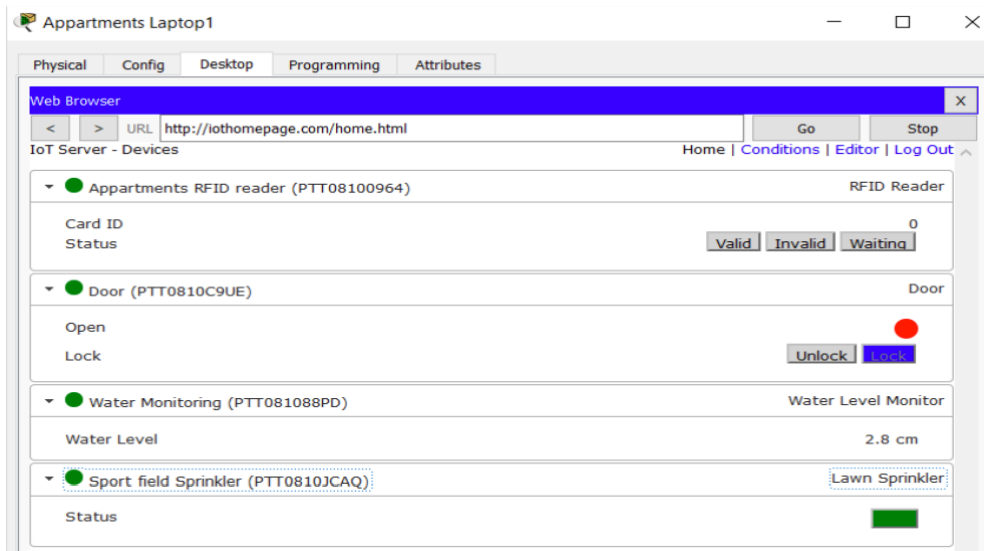 Appartments Laptop1
Physical Config Desktop Programming Attributes
Web Browser X
< > URL http://iothomepage.com/home.html Go Stop
IoT Server - Devices Home | Conditions | Editor | Log Out
Appartments RFID reader (PTT08100964) RFID Reader
Card ID 0
Status Valid Invalid Waiting
Door (PTT0810C9UE) Door
Open
Lock Unlock Lock
Water Monitoring (PTT081088PD) Water Level Monitor
Water Level 2.8 cm
Sport field Sprinkler (PTT0810JCAQ) Lawn Sprinkler
Status